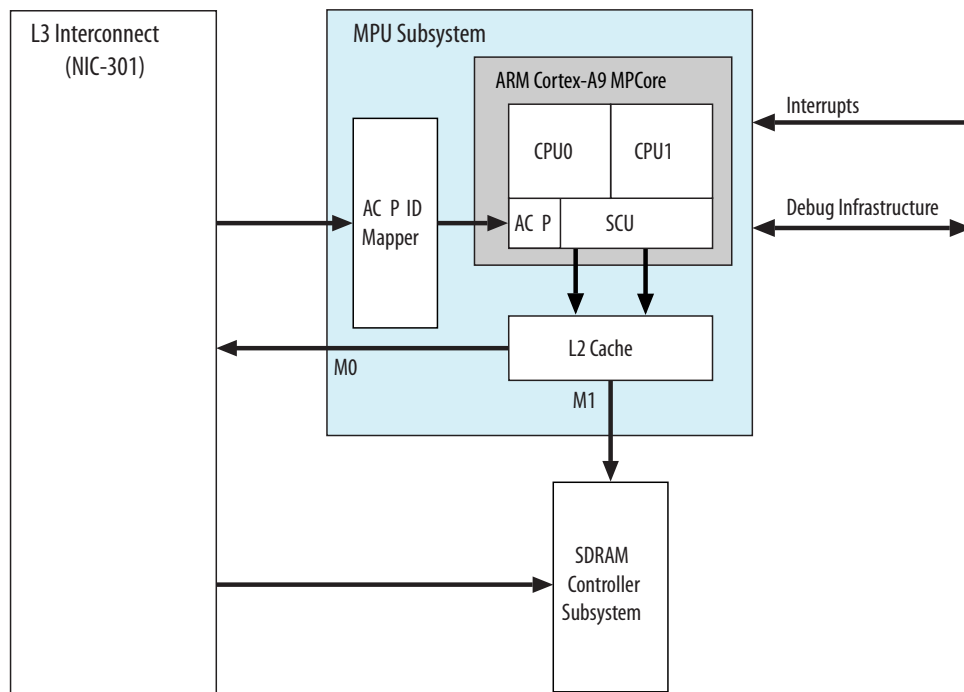 L3 Interconnect
(NIC-301)
MPU Subsystem
ARM Cortex-A9 MPCore
CPU0
CPU1
Interrupts
AC P ID
Mapper
AC P
SCU
Debug Infrastructure
L2 Cache
M0
M1
SDRAM
Controller
Subsystem